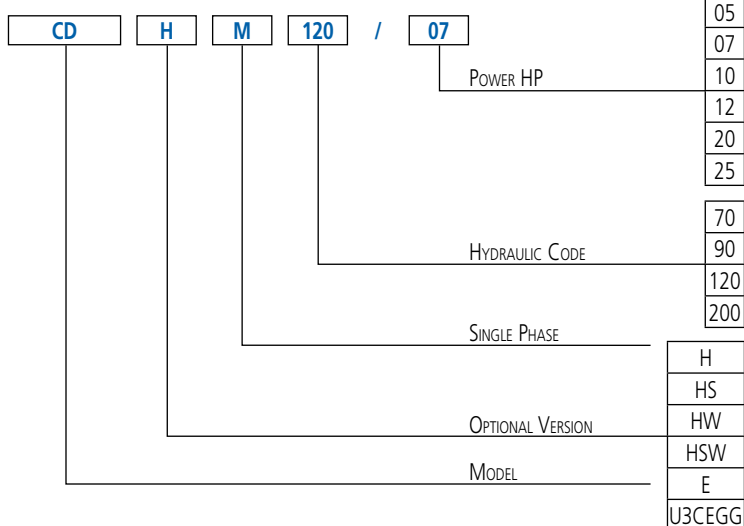 CD H M 120 / 07
05
07
Power HP 10
12
20
25
70
Hydraulic Code 90
120
200
Single Phase
H
HS
Optional Version HW
HSW
Model E
U3CEGG